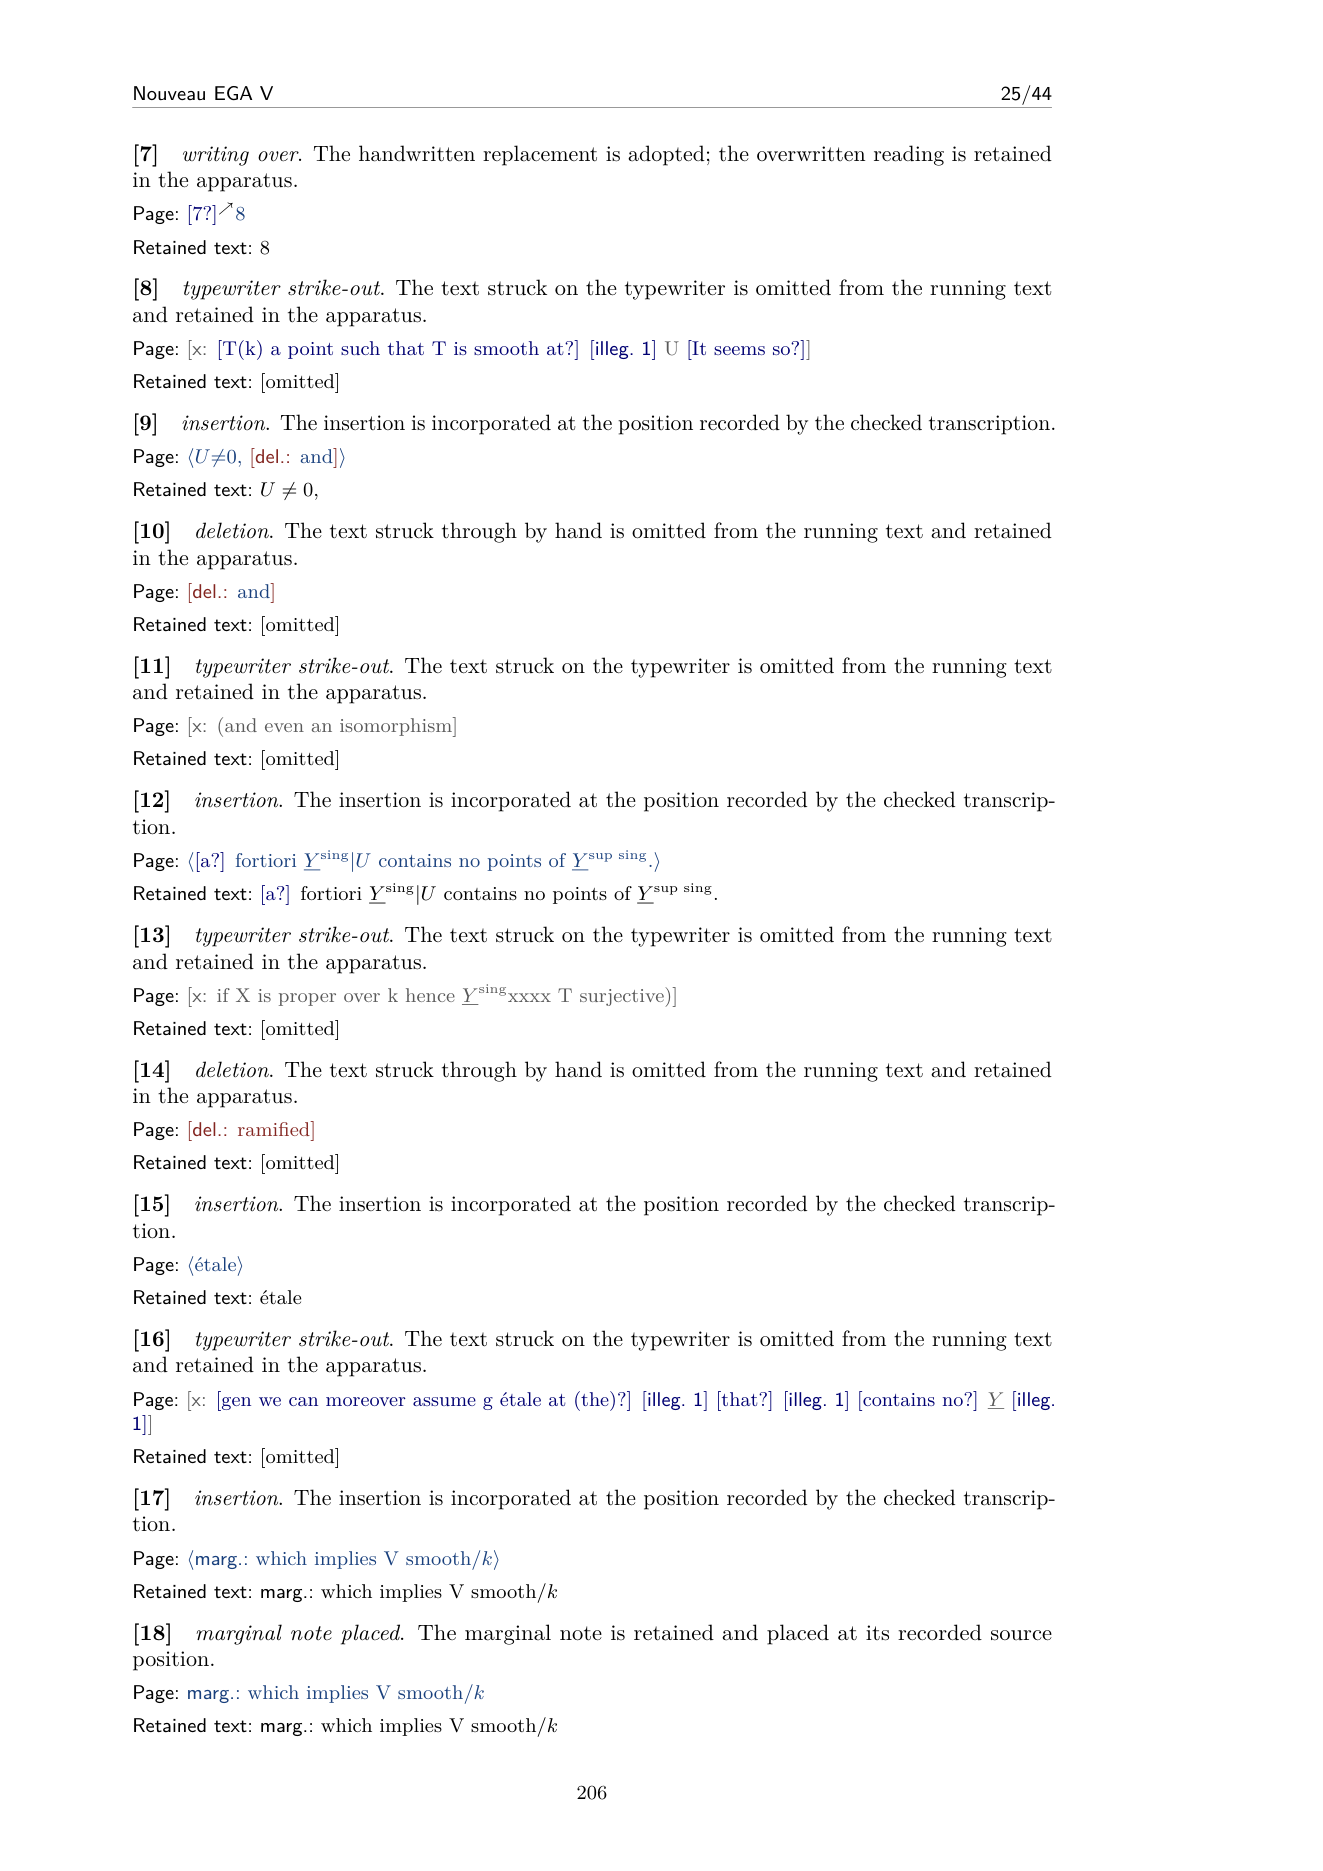 Nouveau EGA V 25/44
[7] writing over. The handwritten replacement is adopted; the overwritten reading is retained
in the apparatus.
Page: [7?]↗8
Retained text: 8
[8] typewriter strike-out. The text struck on the typewriter is omitted from the running text
and retained in the apparatus.
Page: [x: [T(k) a point such that T is smooth at?] [illeg. 1] U [It seems so?]]
Retained text: [omitted]
[9] insertion. The insertion is incorporated at the position recorded by the checked transcription.
Page: ⟨U≠0, [del.: and]⟩
Retained text: U ≠ 0,
[10] deletion. The text struck through by hand is omitted from the running text and retained
in the apparatus.
Page: [del.: and]
Retained text: [omitted]
[11] typewriter strike-out. The text struck on the typewriter is omitted from the running text
and retained in the apparatus.
Page: [x: (and even an isomorphism]
Retained text: [omitted]
[12] insertion. The insertion is incorporated at the position recorded by the checked transcrip-
tion.
Page: ⟨[a?] fortiori Y^sing|U contains no points of Y^sup sing.⟩
Retained text: [a?] fortiori Y^sing|U contains no points of Y^sup sing.
[13] typewriter strike-out. The text struck on the typewriter is omitted from the running text
and retained in the apparatus.
Page: [x: if X is proper over k hence Y^sing xxxx T surjective)]
Retained text: [omitted]
[14] deletion. The text struck through by hand is omitted from the running text and retained
in the apparatus.
Page: [del.: ramified]
Retained text: [omitted]
[15] insertion. The insertion is incorporated at the position recorded by the checked transcrip-
tion.
Page: ⟨étale⟩
Retained text: étale
[16] typewriter strike-out. The text struck on the typewriter is omitted from the running text
and retained in the apparatus.
Page: [x: [gen we can moreover assume g étale at (the)?] [illeg. 1] [that?] [illeg. 1] [contains no?] Y [illeg.
1]]
Retained text: [omitted]
[17] insertion. The insertion is incorporated at the position recorded by the checked transcrip-
tion.
Page: ⟨marg.: which implies V smooth/k⟩
Retained text: marg.: which implies V smooth/k
[18] marginal note placed. The marginal note is retained and placed at its recorded source
position.
Page: marg.: which implies V smooth/k
Retained text: marg.: which implies V smooth/k
206